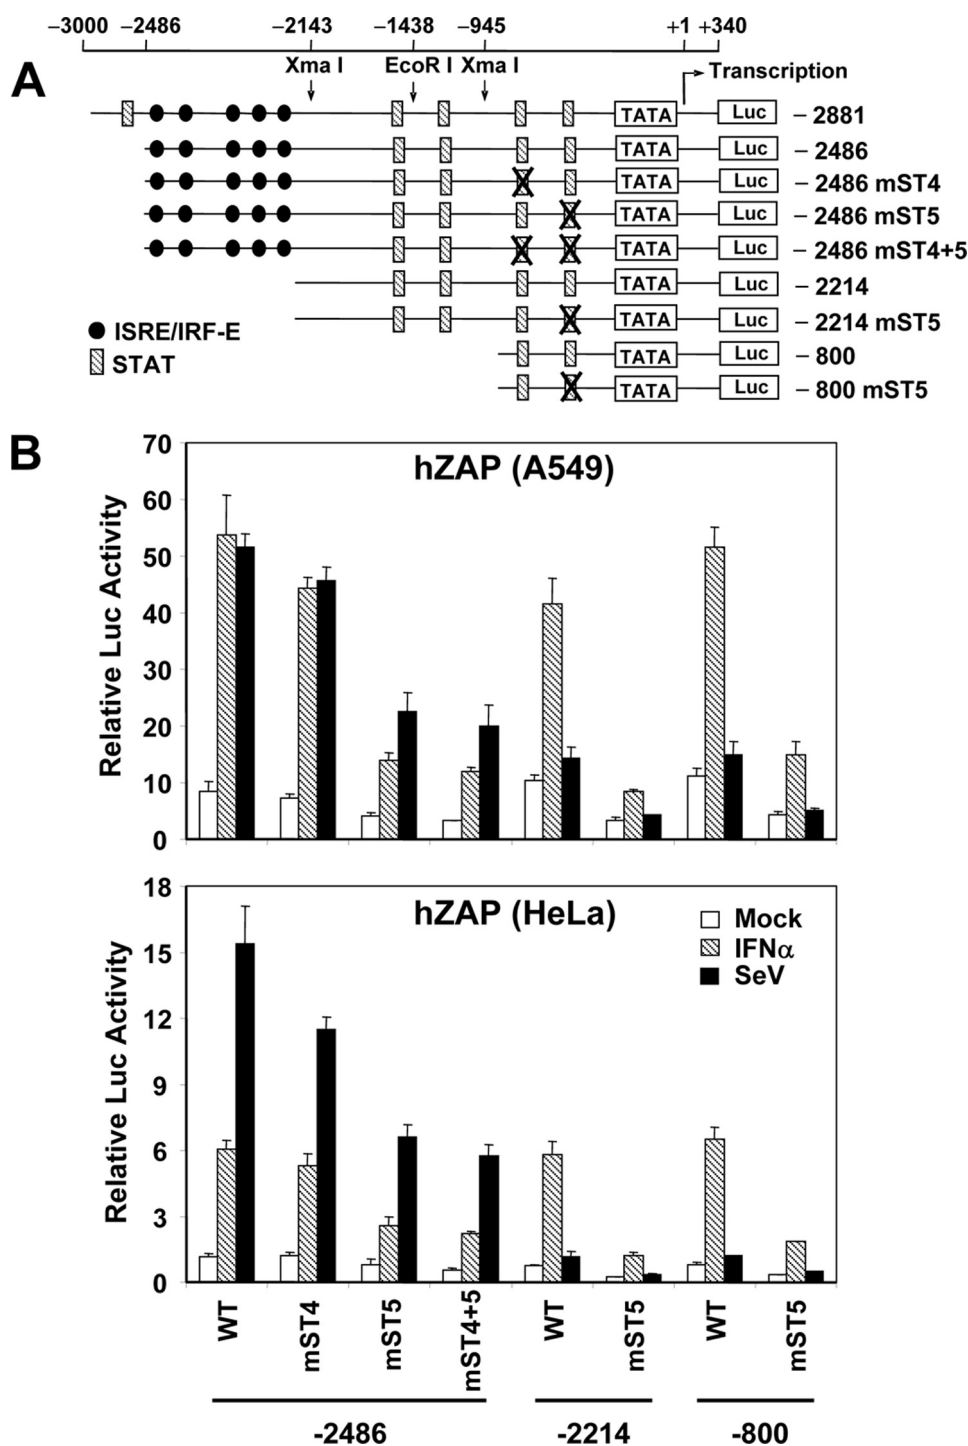 −3000 −2486 −2143 −1438 −945 +1 +340
A
Xma I EcoR I Xma I
Transcription
TATA Luc − 2881
TATA Luc − 2486
TATA Luc − 2486 mST4
TATA Luc − 2486 mST5
TATA Luc − 2486 mST4+5
TATA Luc − 2214
ISRE/IRF-E
TATA Luc − 2214 mST5
STAT
TATA Luc − 800
TATA Luc − 800 mST5
B
hZAP (A549)
Relative Luc Activity
70
60
50
40
30
20
10
0
hZAP (HeLa)
Mock
IFNα
SeV
Relative Luc Activity
18
15
12
9
6
3
0
WT mST4 mST5 mST4+5 WT mST5 WT mST5
-2486 -2214 -800